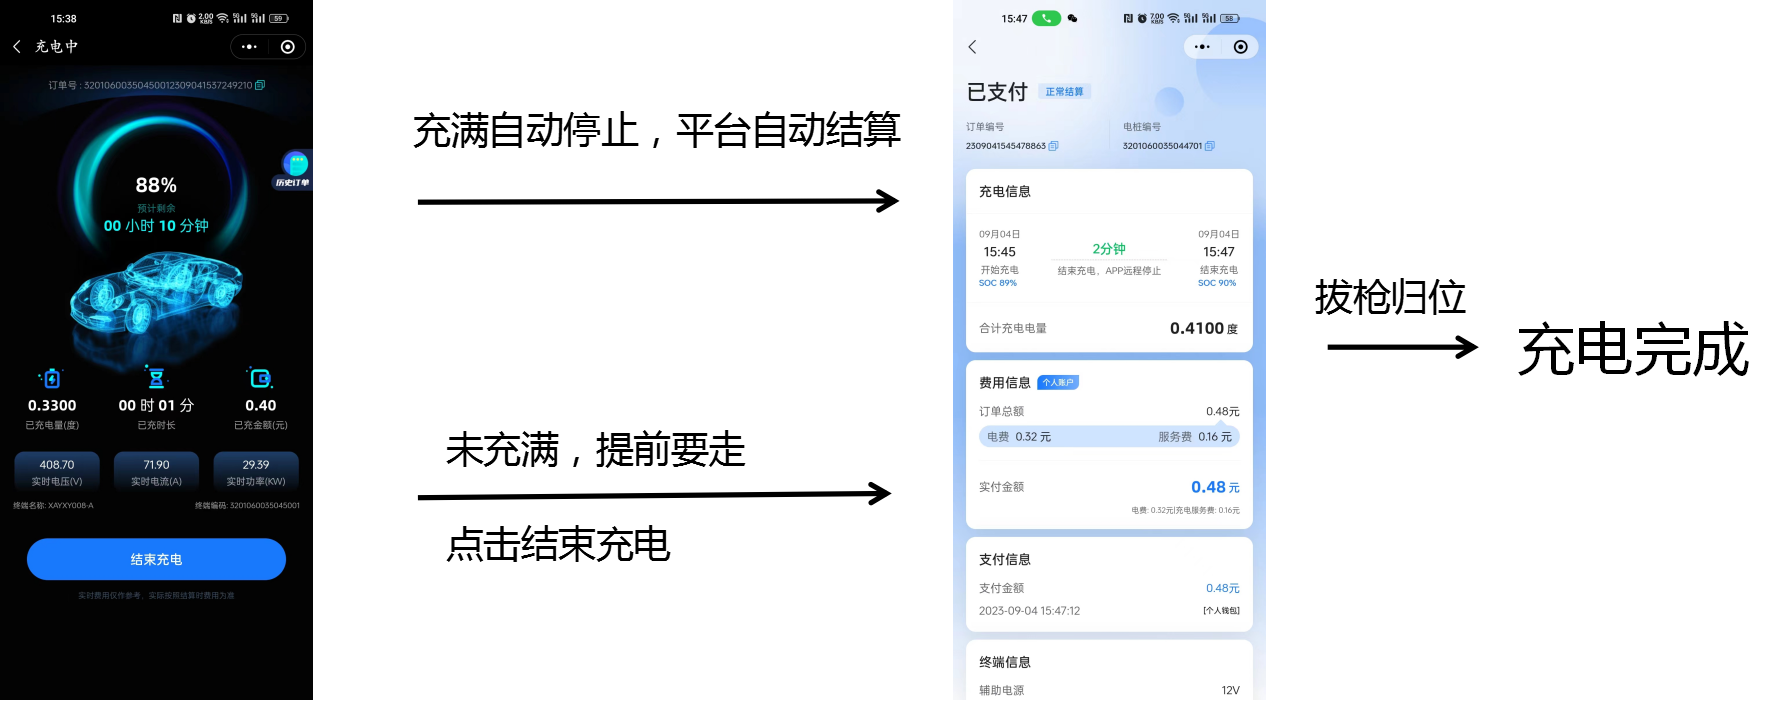 15:38
2.00 KB/S
59
充电中
订单号 : 32010600350450012309041537249210
历史订单
88%
预计剩余
00 小时 10 分钟
0.3300
00 时 01 分
0.40
已充电量(度)
已充时长
已充金额(元)
408.70
71.90
29.39
实时电压(V)
实时电流(A)
实时功率(KW)
终端名称: XAYXY008-A
终端编码: 3201060035045001
结束充电
实时费用仅作参考，实际按照结算时费用为准
充满自动停止，平台自动结算
未充满，提前要走
点击结束充电
15:47
7.00 KB/S
58
已支付
正常结算
订单编号
电桩编号
2309041545478863
3201060035044701
充电信息
09月04日
09月04日
15:45
2分钟
15:47
开始充电
结束充电，APP远程停止
结束充电
SOC 89%
SOC 90%
合计充电电量
0.4100 度
费用信息
个人账户
订单总额
0.48元
电费 0.32 元
服务费 0.16 元
实付金额
0.48 元
电费: 0.32元|充电服务费: 0.16元
支付信息
支付金额
0.48元
2023-09-04 15:47:12
[个人钱包]
终端信息
辅助电源
12V
拔枪归位
充电完成